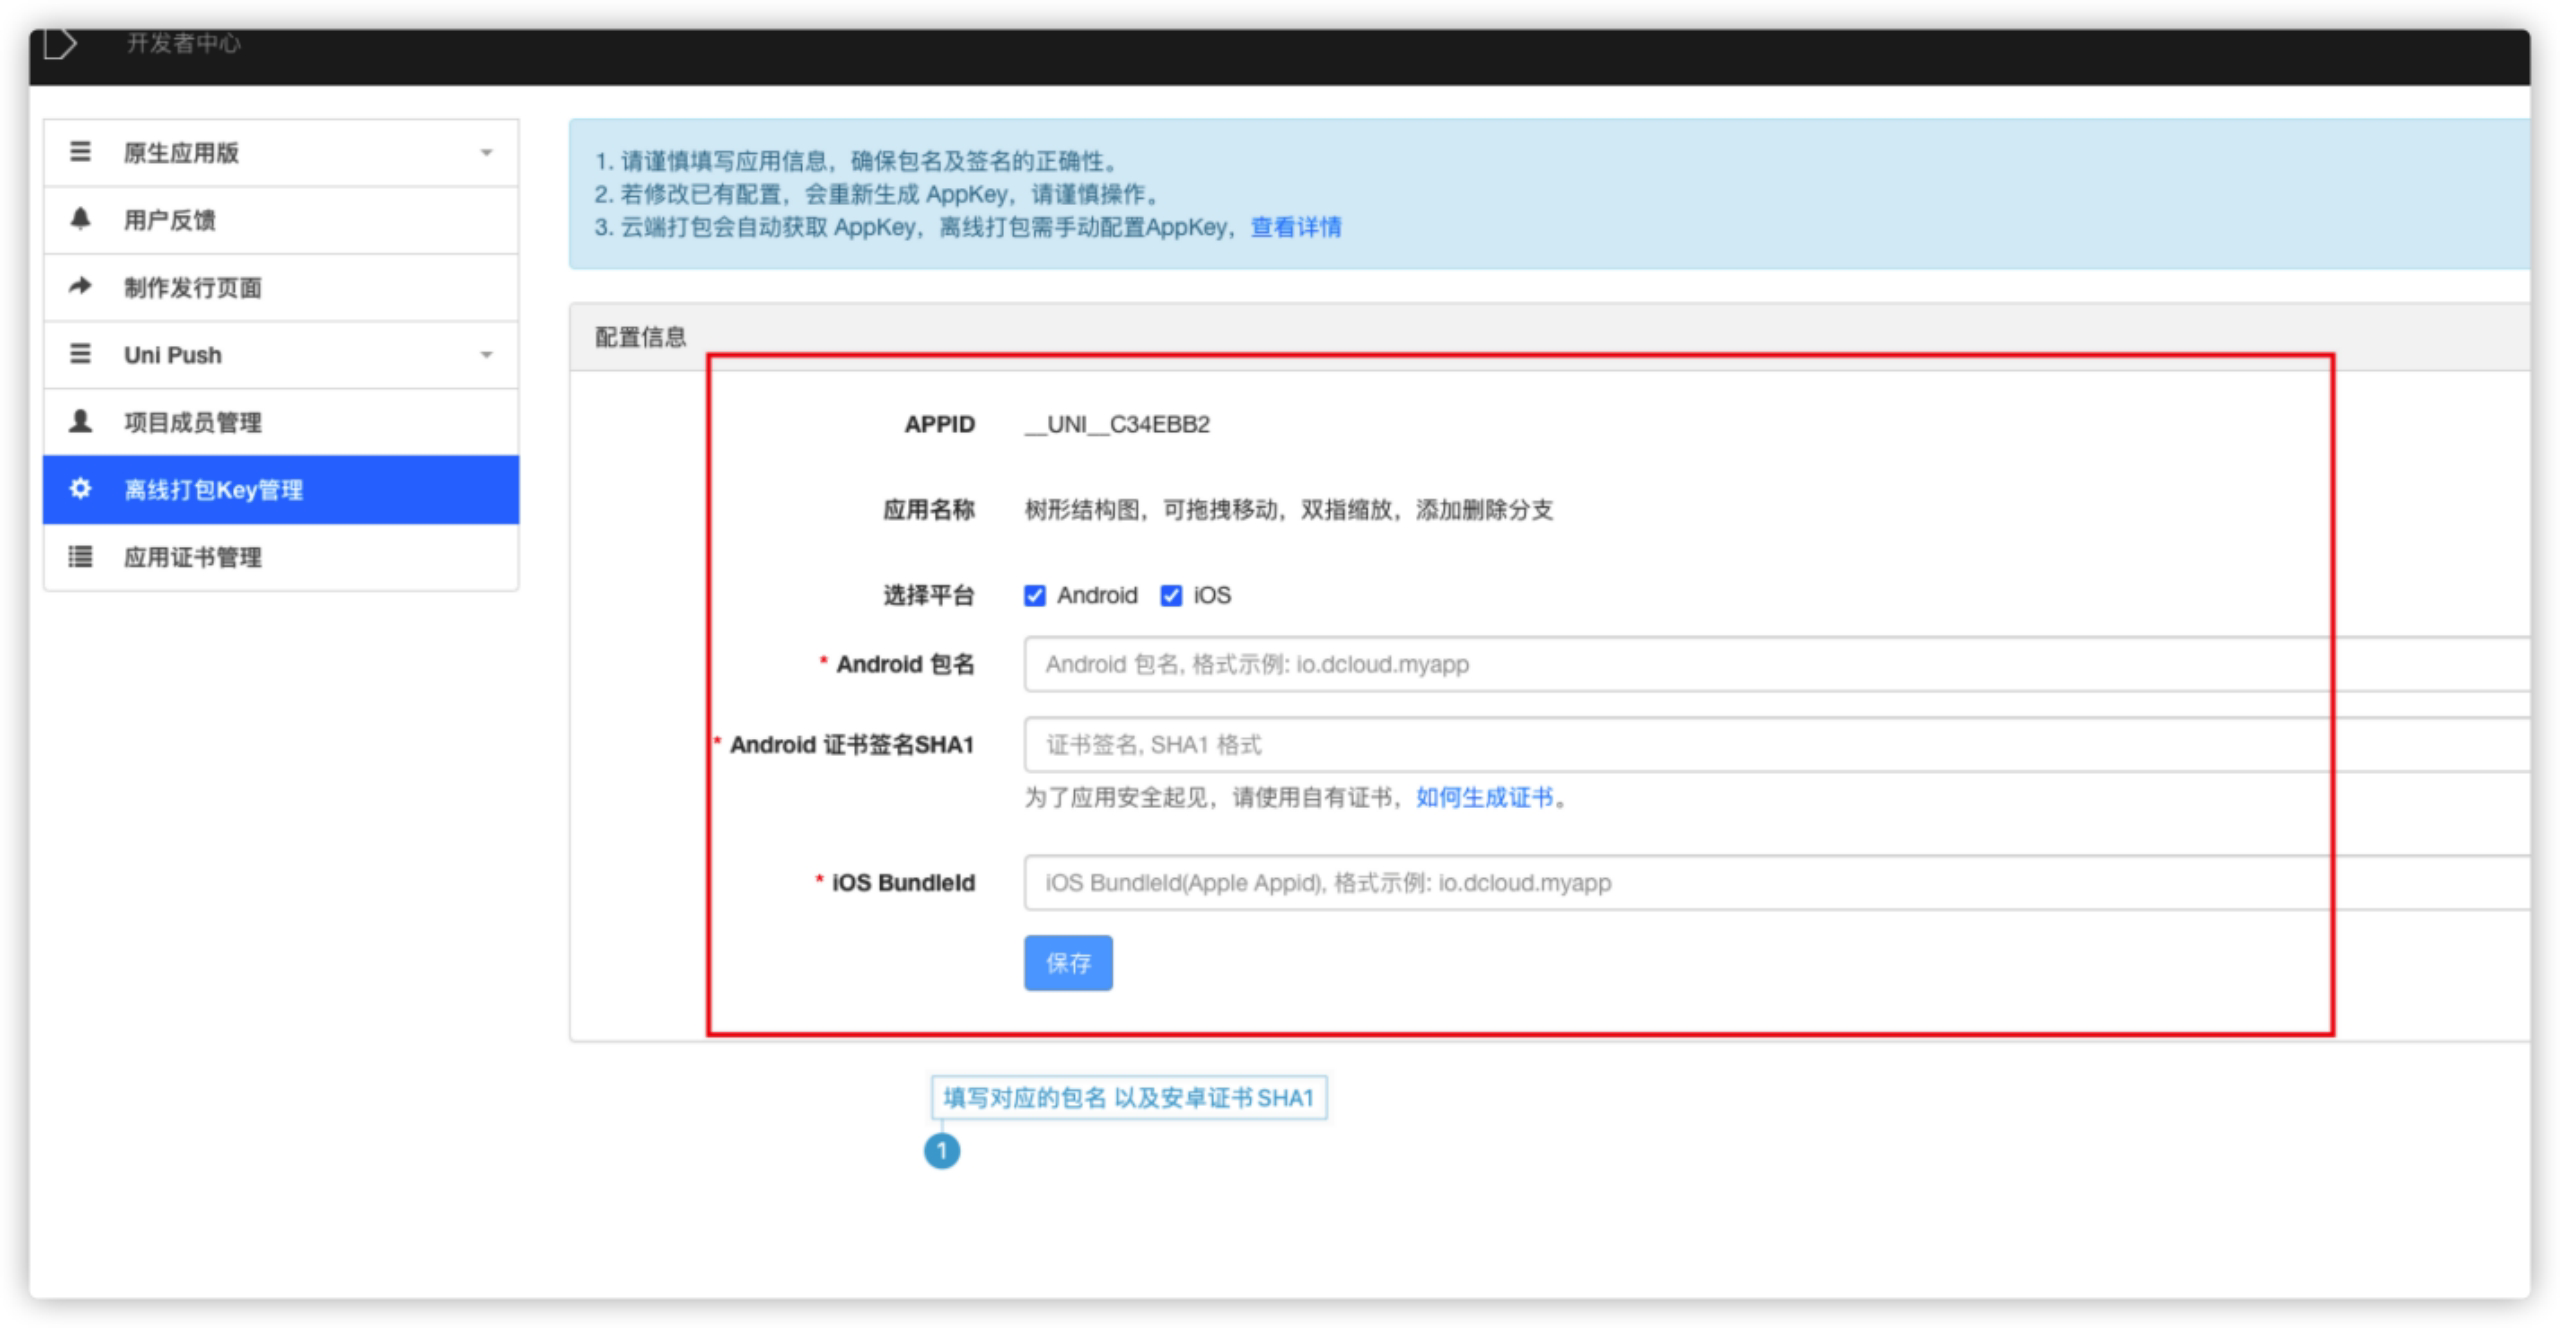 开发者中心
原生应用版
用户反馈
制作发行页面
Uni Push
项目成员管理
离线打包Key管理
应用证书管理
1. 请谨慎填写应用信息，确保包名及签名的正确性。
2. 若修改已有配置，会重新生成 AppKey，请谨慎操作。
3. 云端打包会自动获取 AppKey，离线打包需手动配置AppKey，查看详情
配置信息
APPID __UNI__C34EBB2
应用名称 树形结构图，可拖拽移动，双指缩放，添加删除分支
选择平台 Android iOS
* Android 包名 Android 包名, 格式示例: io.dcloud.myapp
* Android 证书签名SHA1 证书签名, SHA1 格式
为了应用安全起见，请使用自有证书，如何生成证书。
* iOS BundleId iOS BundleId(Apple Appid), 格式示例: io.dcloud.myapp
保存
填写对应的包名 以及安卓证书 SHA1
1